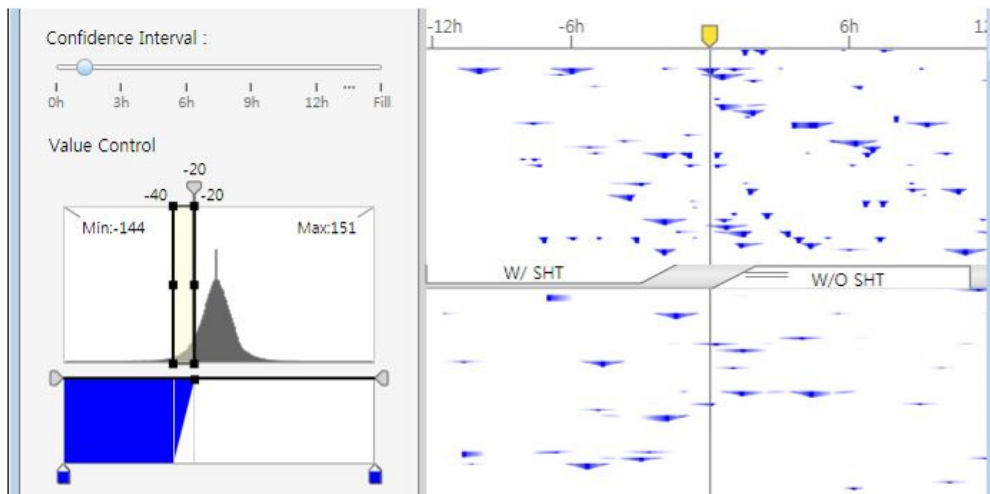 Confidence Interval :
0h 3h 6h 9h 12h ... Fill
Value Control
-20
-40 -20
Min:-144 Max:151
-12h -6h 6h 12
W/ SHT W/O SHT